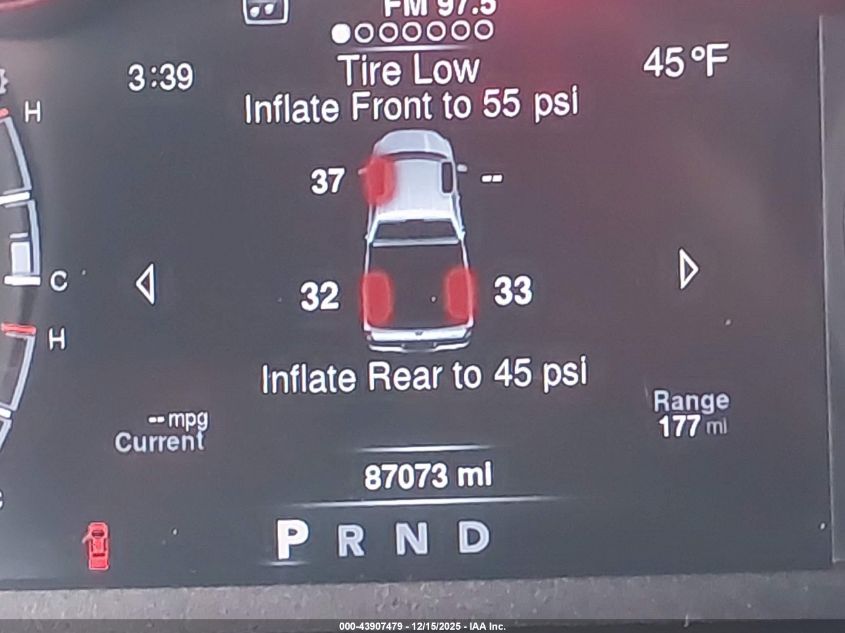 FM 97.5
3:39
Tire Low
45°F
H
Inflate Front to 55 psi
37
--
C
32
33
H
Inflate Rear to 45 psi
-- mpg
Current
Range
177 mi
87073 mi
P R N D
000-43907479 - 12/15/2025 - IAA Inc.